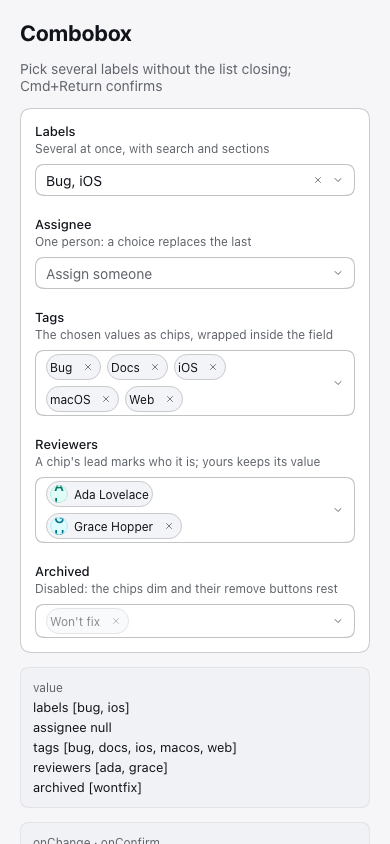 Combobox
Pick several labels without the list closing;
Cmd+Return confirms
Labels
Several at once, with search and sections
Bug, iOS
Assignee
One person: a choice replaces the last
Assign someone
Tags
The chosen values as chips, wrapped inside the field
Bug Docs iOS
macOS Web
Reviewers
A chip's lead marks who it is; yours keeps its value
Ada Lovelace
Grace Hopper
Archived
Disabled: the chips dim and their remove buttons rest
Won't fix
value
labels [bug, ios]
assignee null
tags [bug, docs, ios, macos, web]
reviewers [ada, grace]
archived [wontfix]
onChange · onConfirm